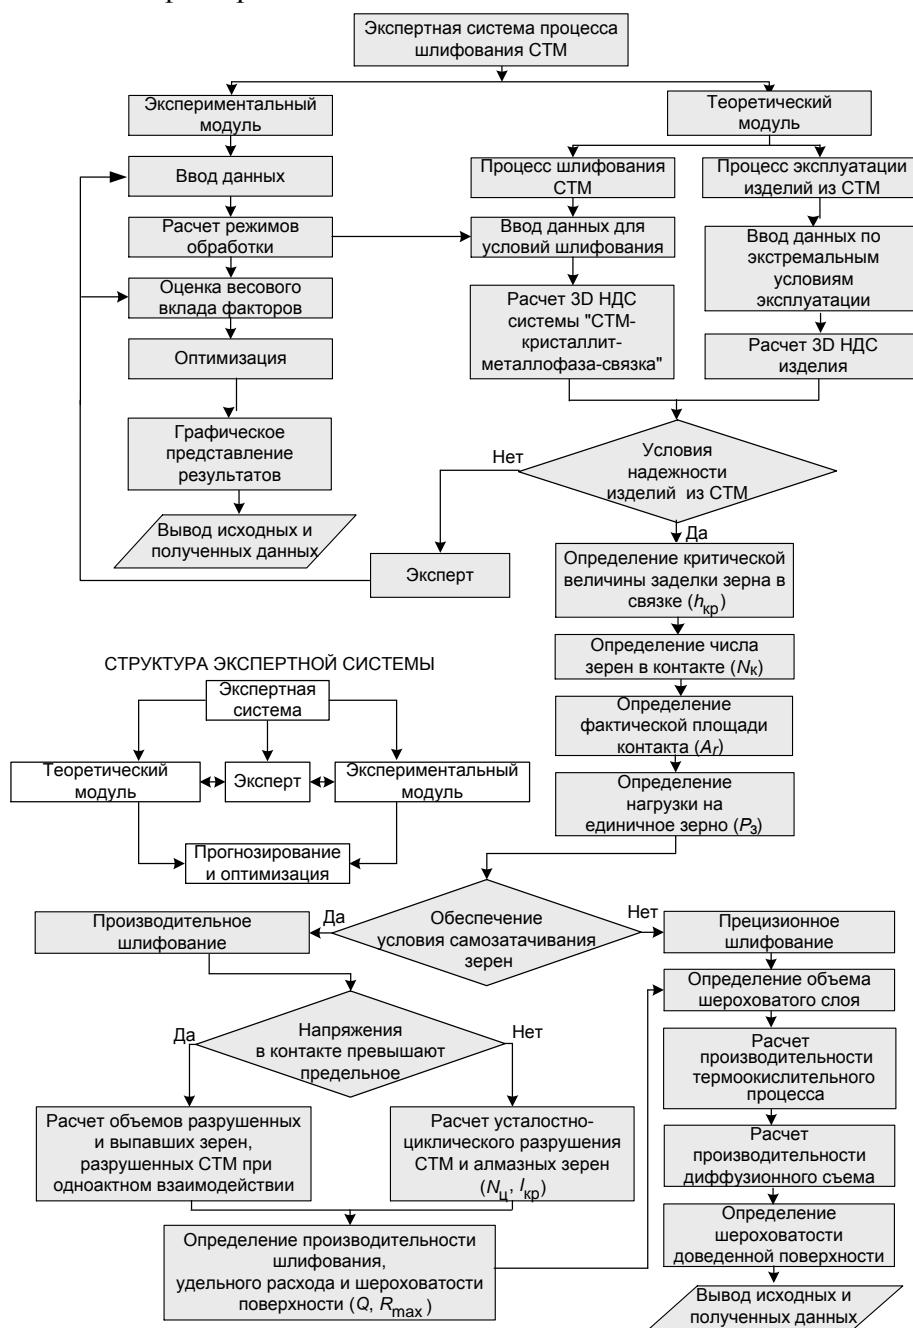 Экспертная система процесса
шлифования СТМ
Экспериментальный
модуль
Теоретический
модуль
Ввод данных
Процесс шлифования
СТМ
Процесс эксплуатации
изделий из СТМ
Расчет режимов
обработки
Ввод данных для
условий шлифования
Ввод данных по
экстремальным
условиям
эксплуатации
Оценка весового
вклада факторов
Расчет 3D НДС
системы "СТМ-
кристаллит-
металлофаза-связка"
Оптимизация
Расчет 3D НДС
изделия
Графическое
представление
результатов
Нет
Условия
надежности
изделий из СТМ
Вывод исходных и
полученных данных
Да
Эксперт
Определение критической
величины заделки зерна в
связке (hкр)
Определение числа
зерен в контакте (Nк)
СТРУКТУРА ЭКСПЕРТНОЙ СИСТЕМЫ
Экспертная
система
Определение
фактической площади
контакта (Ar)
Теоретический
модуль
Эксперт
Экспериментальный
модуль
Определение
нагрузки на
единичное зерно (Pз)
Прогнозирование
и оптимизация
Производительное
шлифование
Да
Обеспечение
условия самозатачивания
зерен
Нет
Прецизионное
шлифование
Определение объема
шероховатого слоя
Да
Напряжения
в контакте превышают
предельное
Нет
Расчет
производительности
термоокислительного
процесса
Расчет объемов разрушенных
и выпавших зерен,
разрушенных СТМ при
одноактном взаимодействии
Расчет усталостно-
циклического разрушения
СТМ и алмазных зерен
(Nц, lкр)
Расчет
производительности
диффузионного съема
Определение производительности
шлифования,
удельного расхода и шероховатости
поверхности (Q, Rmax )
Определение
шероховатости
доведенной поверхности
Вывод исходных и
полученных данных